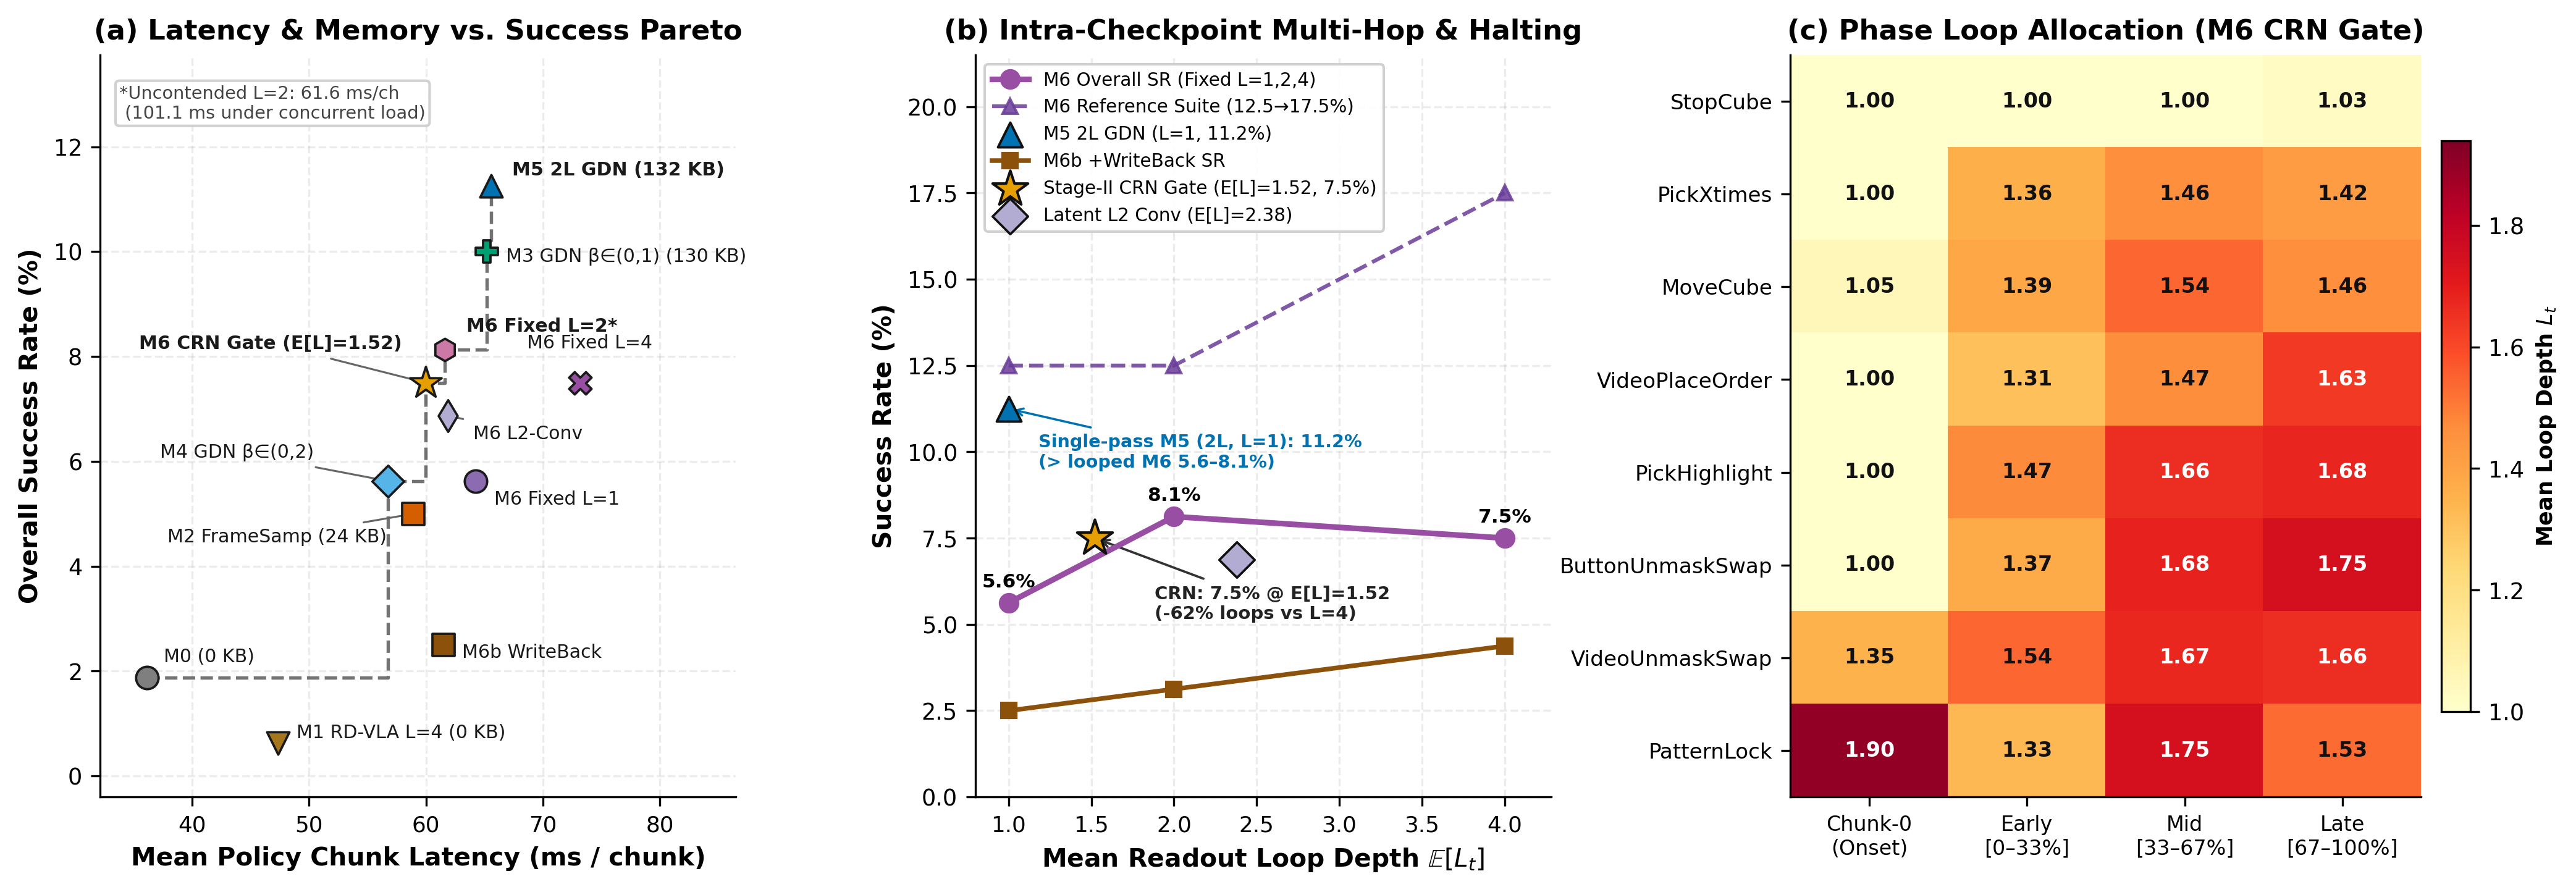 (a) Latency & Memory vs. Success Pareto
*Uncontended L=2: 61.6 ms/ch
(101.1 ms under concurrent load)
Overall Success Rate (%)
12
10
8
6
4
2
0
M5 2L GDN (132 KB)
M3 GDN β∈(0,1) (130 KB)
M6 Fixed L=2*
M6 Fixed L=4
M6 CRN Gate (E[L]=1.52)
M6 L2-Conv
M4 GDN β∈(0,2)
M6 Fixed L=1
M2 FrameSamp (24 KB)
M6b WriteBack
M0 (0 KB)
M1 RD-VLA L=4 (0 KB)
40
50
60
70
80
Mean Policy Chunk Latency (ms / chunk)
(b) Intra-Checkpoint Multi-Hop & Halting
M6 Overall SR (Fixed L=1,2,4)
M6 Reference Suite (12.5→17.5%)
M5 2L GDN (L=1, 11.2%)
M6b +WriteBack SR
Stage-II CRN Gate (E[L]=1.52, 7.5%)
Latent L2 Conv (E[L]=2.38)
Success Rate (%)
20.0
17.5
15.0
12.5
10.0
7.5
5.0
2.5
0.0
Single-pass M5 (2L, L=1): 11.2%
(> looped M6 5.6–8.1%)
5.6%
8.1%
7.5%
CRN: 7.5% @ E[L]=1.52
(-62% loops vs L=4)
1.0
1.5
2.0
2.5
3.0
3.5
4.0
Mean Readout Loop Depth 𝔼[Lₜ]
(c) Phase Loop Allocation (M6 CRN Gate)
StopCube 1.00 1.00 1.00 1.03
PickXtimes 1.00 1.36 1.46 1.42
MoveCube 1.05 1.39 1.54 1.46
VideoPlaceOrder 1.00 1.31 1.47 1.63
PickHighlight 1.00 1.47 1.66 1.68
ButtonUnmaskSwap 1.00 1.37 1.68 1.75
VideoUnmaskSwap 1.35 1.54 1.67 1.66
PatternLock 1.90 1.33 1.75 1.53
Chunk-0 Early Mid Late
(Onset) [0–33%] [33–67%] [67–100%]
1.8
1.6
1.4
1.2
1.0
Mean Loop Depth Lₜ